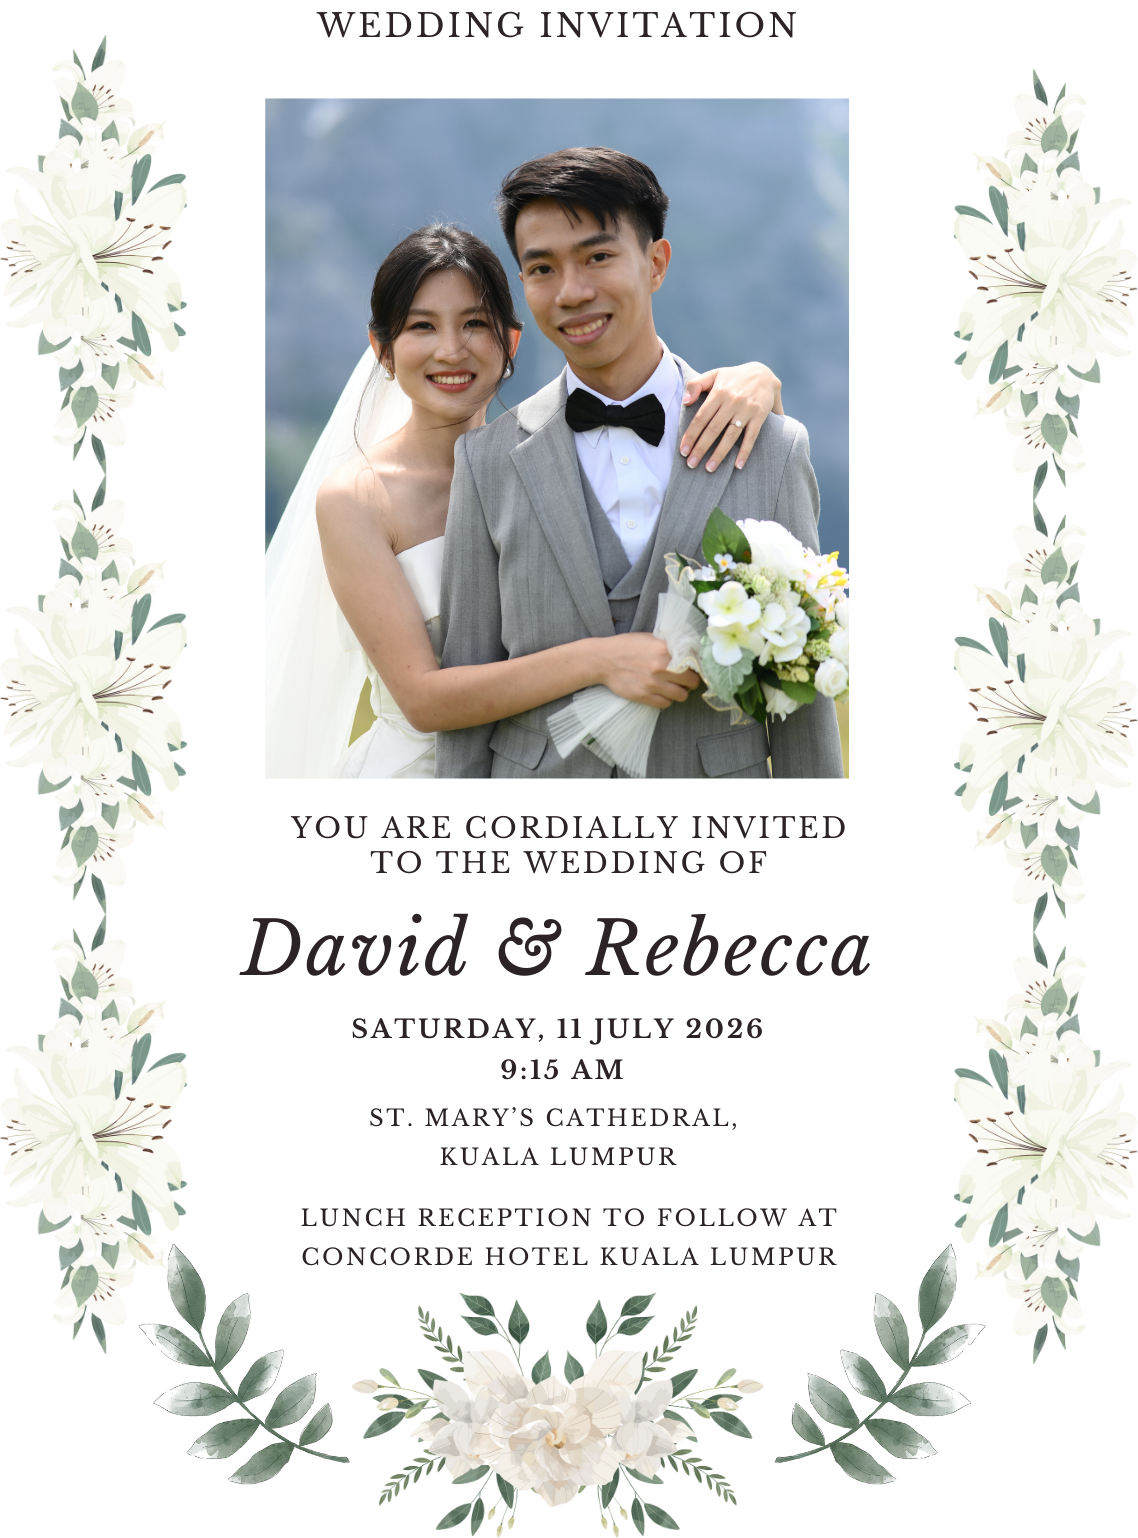 WEDDING INVITATION
YOU ARE CORDIALLY INVITED
TO THE WEDDING OF
David & Rebecca
SATURDAY, 11 JULY 2026
9:15 AM
ST. MARY’S CATHEDRAL,
KUALA LUMPUR
LUNCH RECEPTION TO FOLLOW AT
CONCORDE HOTEL KUALA LUMPUR